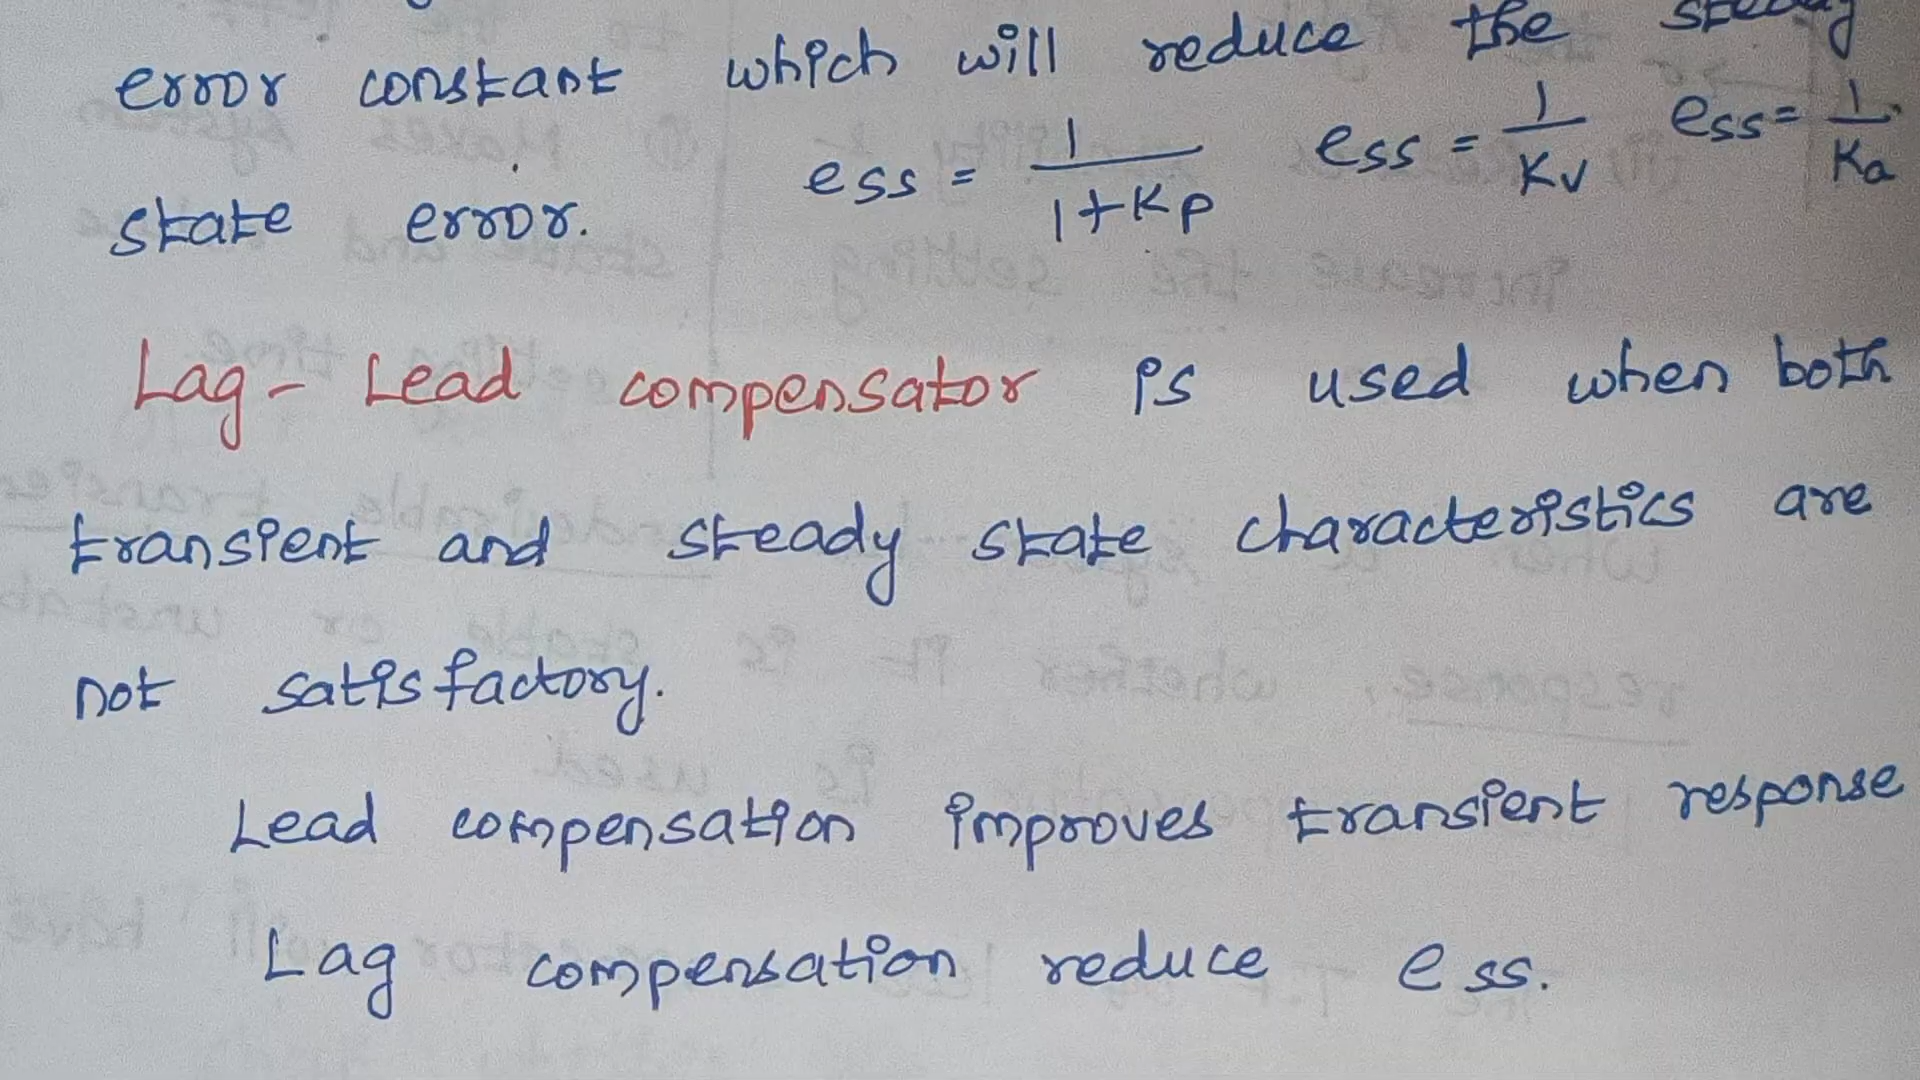 error constant which will reduce the steady
state error. ess = 1/(1+Kp) ess = 1/Kv ess = 1/Ka
Lag - Lead compensator is used when both
transient and steady state characteristics are
not satisfactory.
Lead compensation improves transient response
Lag compensation reduce ess.